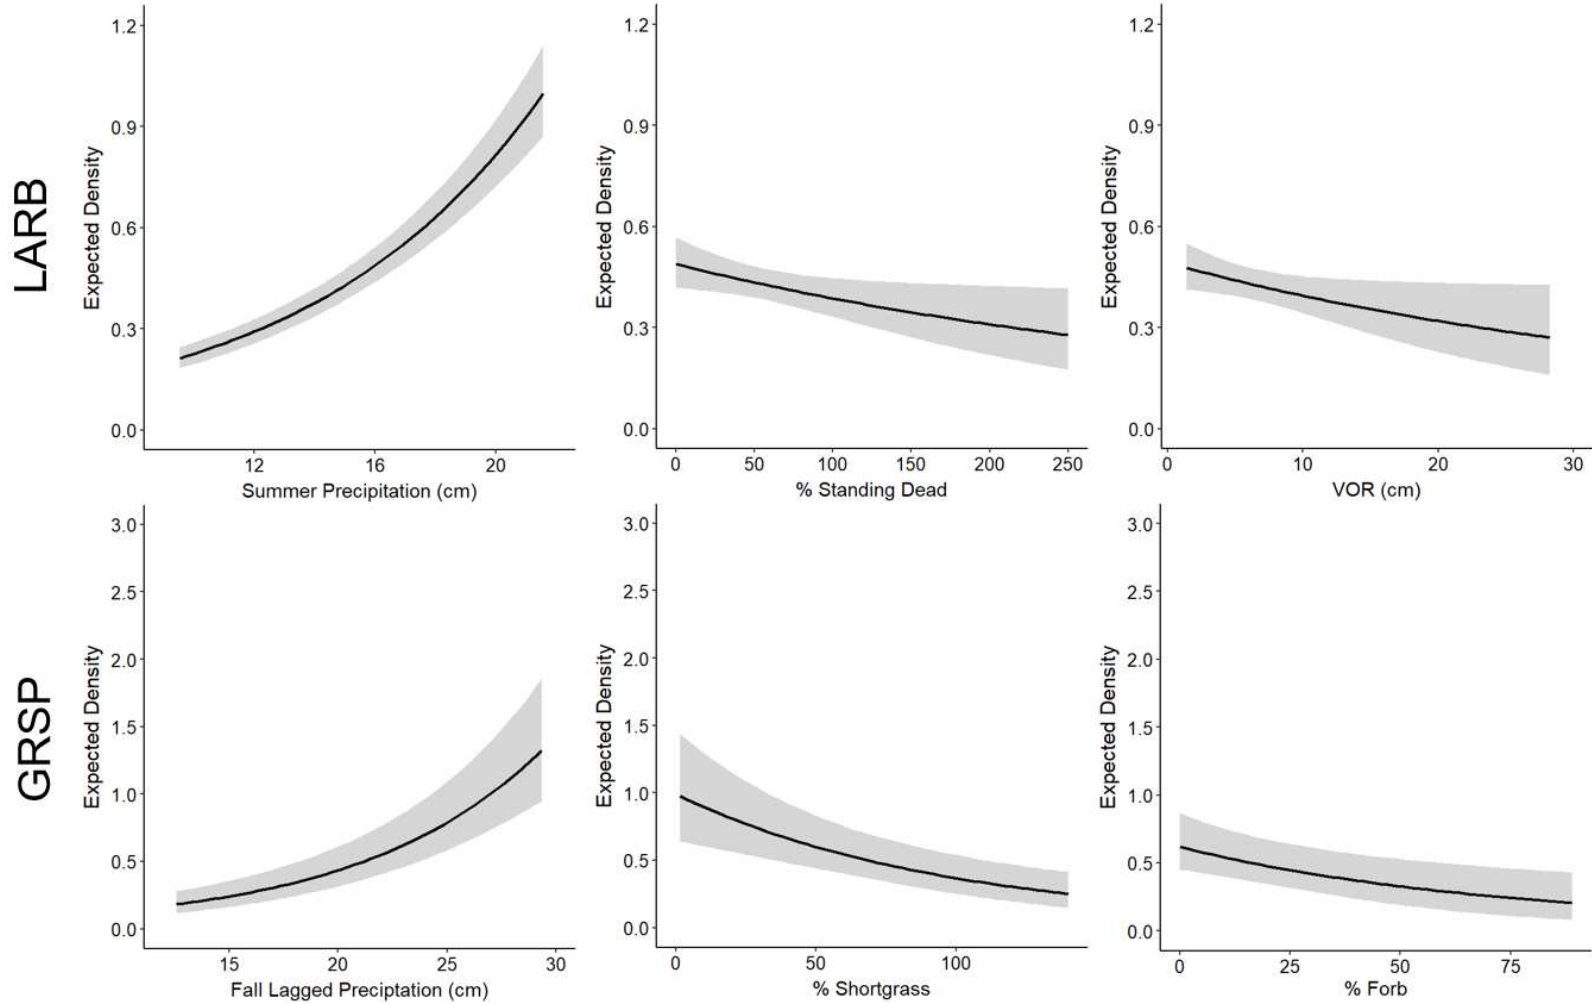 LARB
Expected Density
1.2
0.9
0.6
0.3
0.0
12 16 20
Summer Precipitation (cm)
Expected Density
1.2
0.9
0.6
0.3
0.0
0 50 100 150 200 250
% Standing Dead
Expected Density
1.2
0.9
0.6
0.3
0.0
0 10 20 30
VOR (cm)
GRSP
Expected Density
3.0
2.5
2.0
1.5
1.0
0.5
0.0
15 20 25 30
Fall Lagged Preciptation (cm)
Expected Density
3.0
2.5
2.0
1.5
1.0
0.5
0.0
0 50 100
% Shortgrass
Expected Density
3.0
2.5
2.0
1.5
1.0
0.5
0.0
0 25 50 75
% Forb